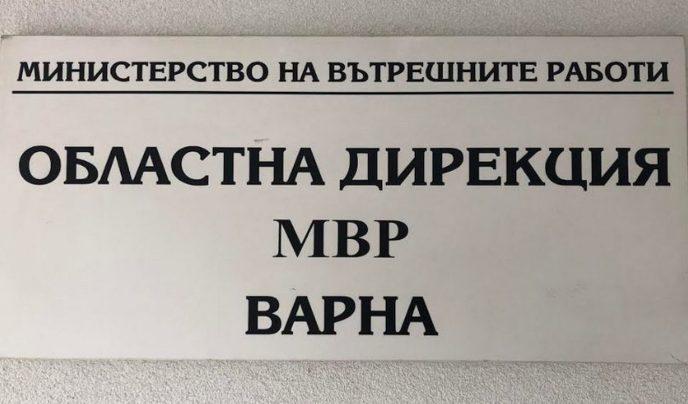 МИНИСТЕРСТВО НА ВЪТРЕШНИТЕ РАБОТИ
ОБЛАСТНА ДИРЕКЦИЯ
МВР
ВАРНА